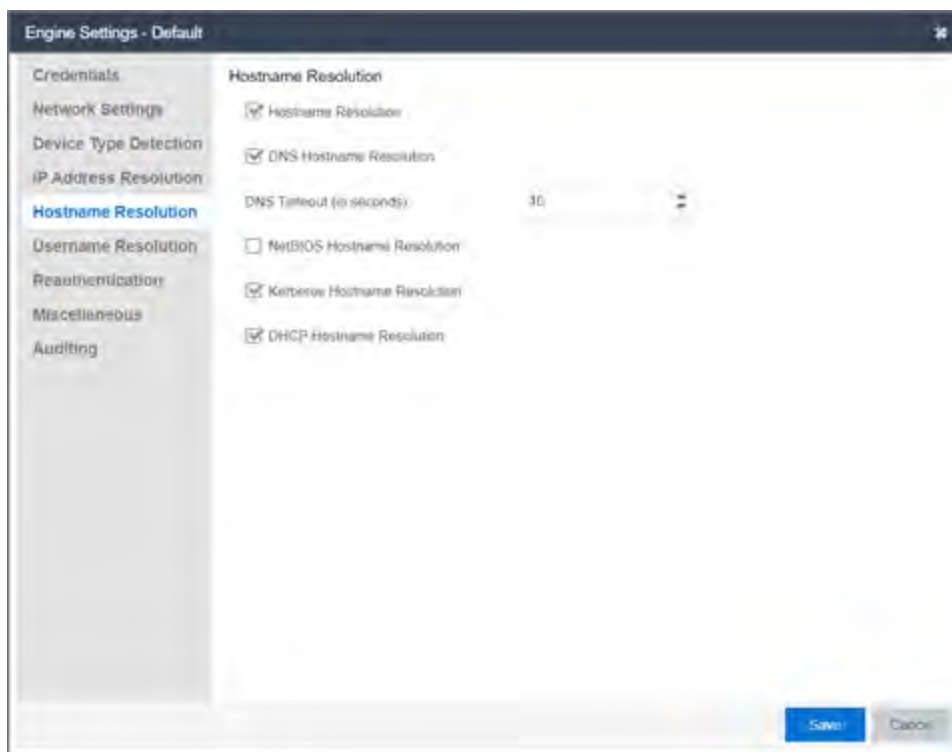 Engine Settings - Default
Credentials
Network Settings
Device Type Detection
IP Address Resolution
Hostname Resolution
Username Resolution
Reauthentication
Miscellaneous
Auditing
Hostname Resolution
Hostname Resolution
DNS Hostname Resolution
DNS Timeout (in seconds)
NetBIOS Hostname Resolution
Kerberos Hostname Resolution
DHCP Hostname Resolution
Save
Cancel